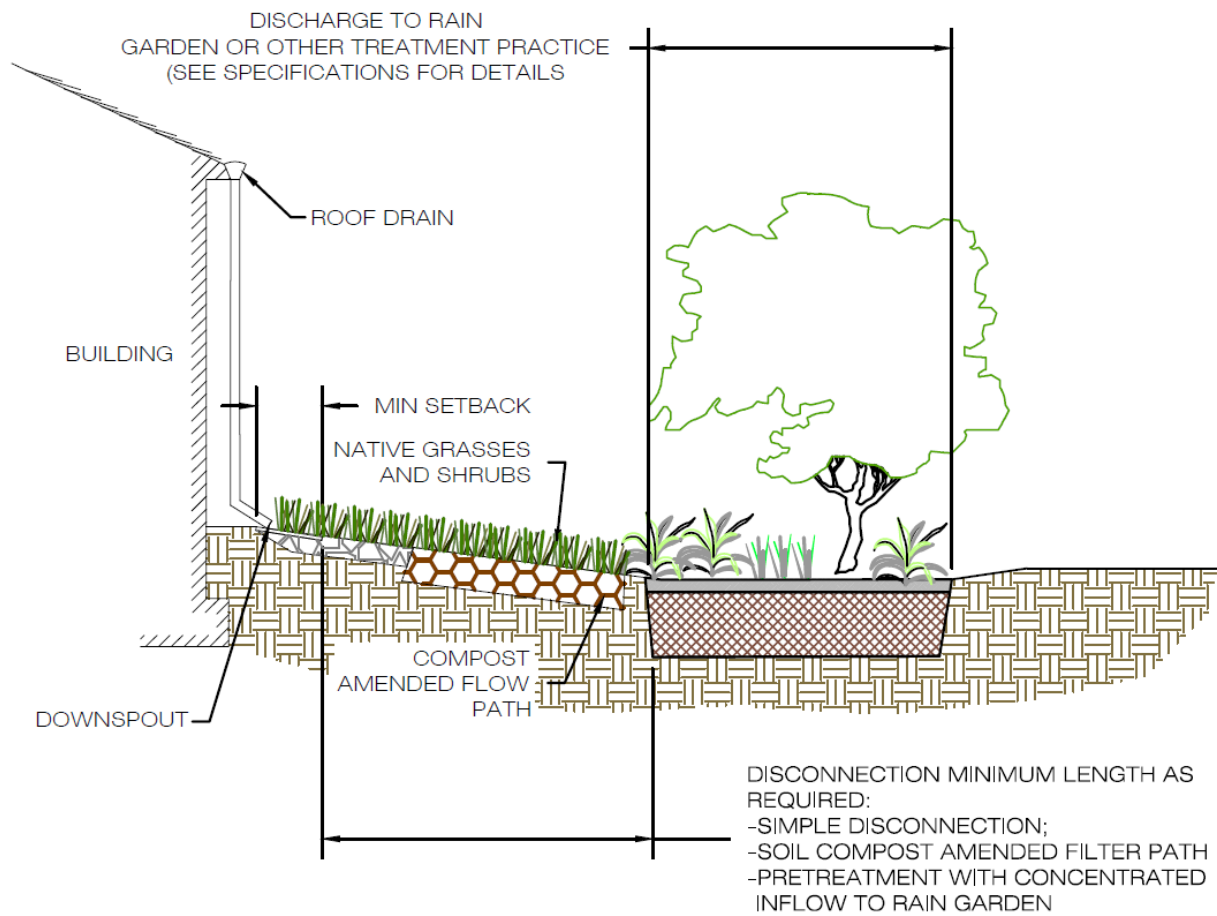 DISCHARGE TO RAIN
GARDEN OR OTHER TREATMENT PRACTICE
(SEE SPECIFICATIONS FOR DETAILS
ROOF DRAIN
BUILDING
MIN SETBACK
NATIVE GRASSES
AND SHRUBS
COMPOST
AMENDED FLOW
PATH
DOWNSPOUT
DISCONNECTION MINIMUM LENGTH AS
REQUIRED:
-SIMPLE DISCONNECTION;
-SOIL COMPOST AMENDED FILTER PATH
-PRETREATMENT WITH CONCENTRATED
INFLOW TO RAIN GARDEN